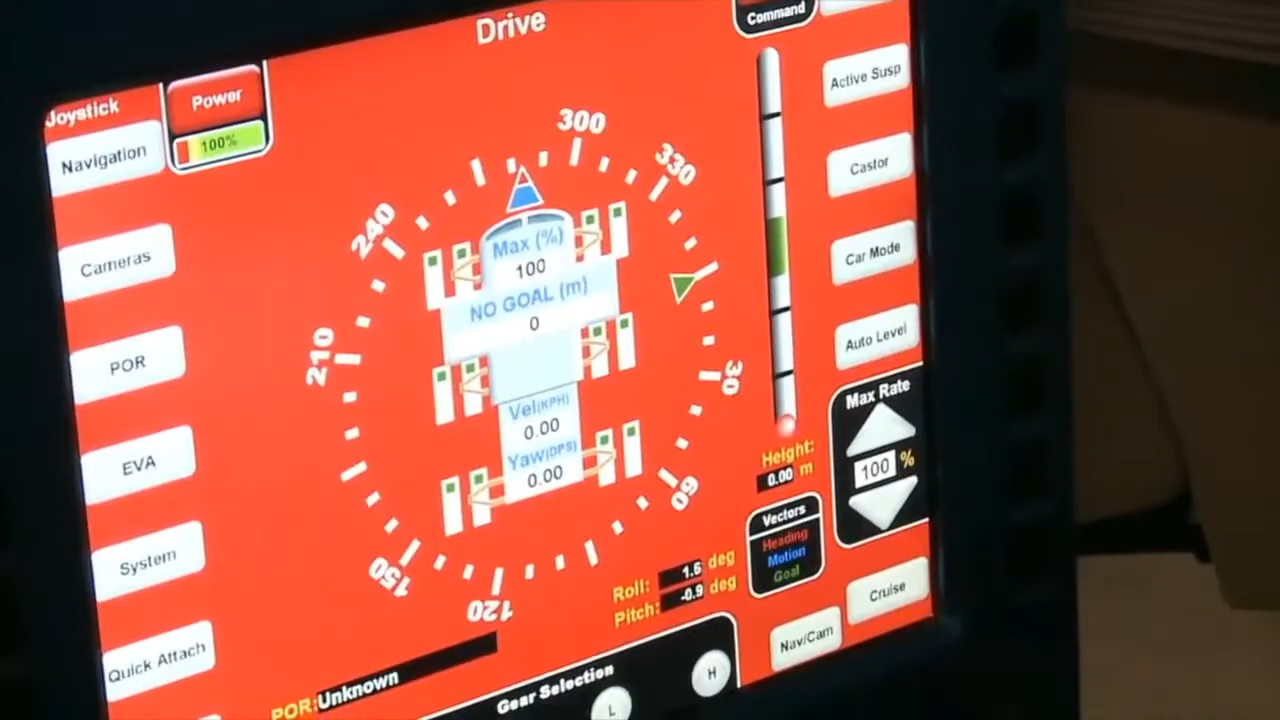 Drive
Command
Joystick
Power
100%
Navigation
Cameras
POR
EVA
System
Quick Attach
300
330
30
60
120
150
210
240
Max (%)
100
NO GOAL (m)
0
Vel(KPH)
0.00
Yaw(DPS)
0.00
Active Susp
Castor
Car Mode
Auto Level
Max Rate
100 %
Height:
0.00 m
Vectors
Heading
Motion
Goal
Roll: 1.6 deg
Pitch: -0.9 deg
Cruise
Nav/Cam
POR:Unknown
Gear Selection
L
H